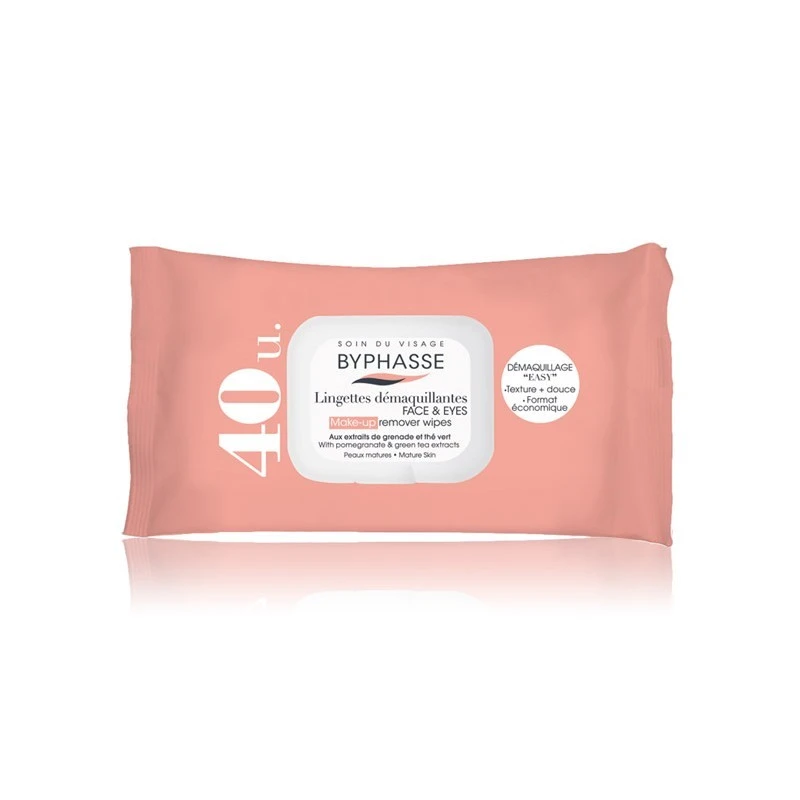 40 u.
SOIN DU VISAGE
BYPHASSE
Lingettes démaquillantes
FACE & EYES
Make-up remover wipes
Aux extraits de grenade et thé vert
With pomegranate & green tea extracts
Peaux matures • Mature Skin
DÉMAQUILLAGE
"EASY"
•Texture + douce
•Format
économique